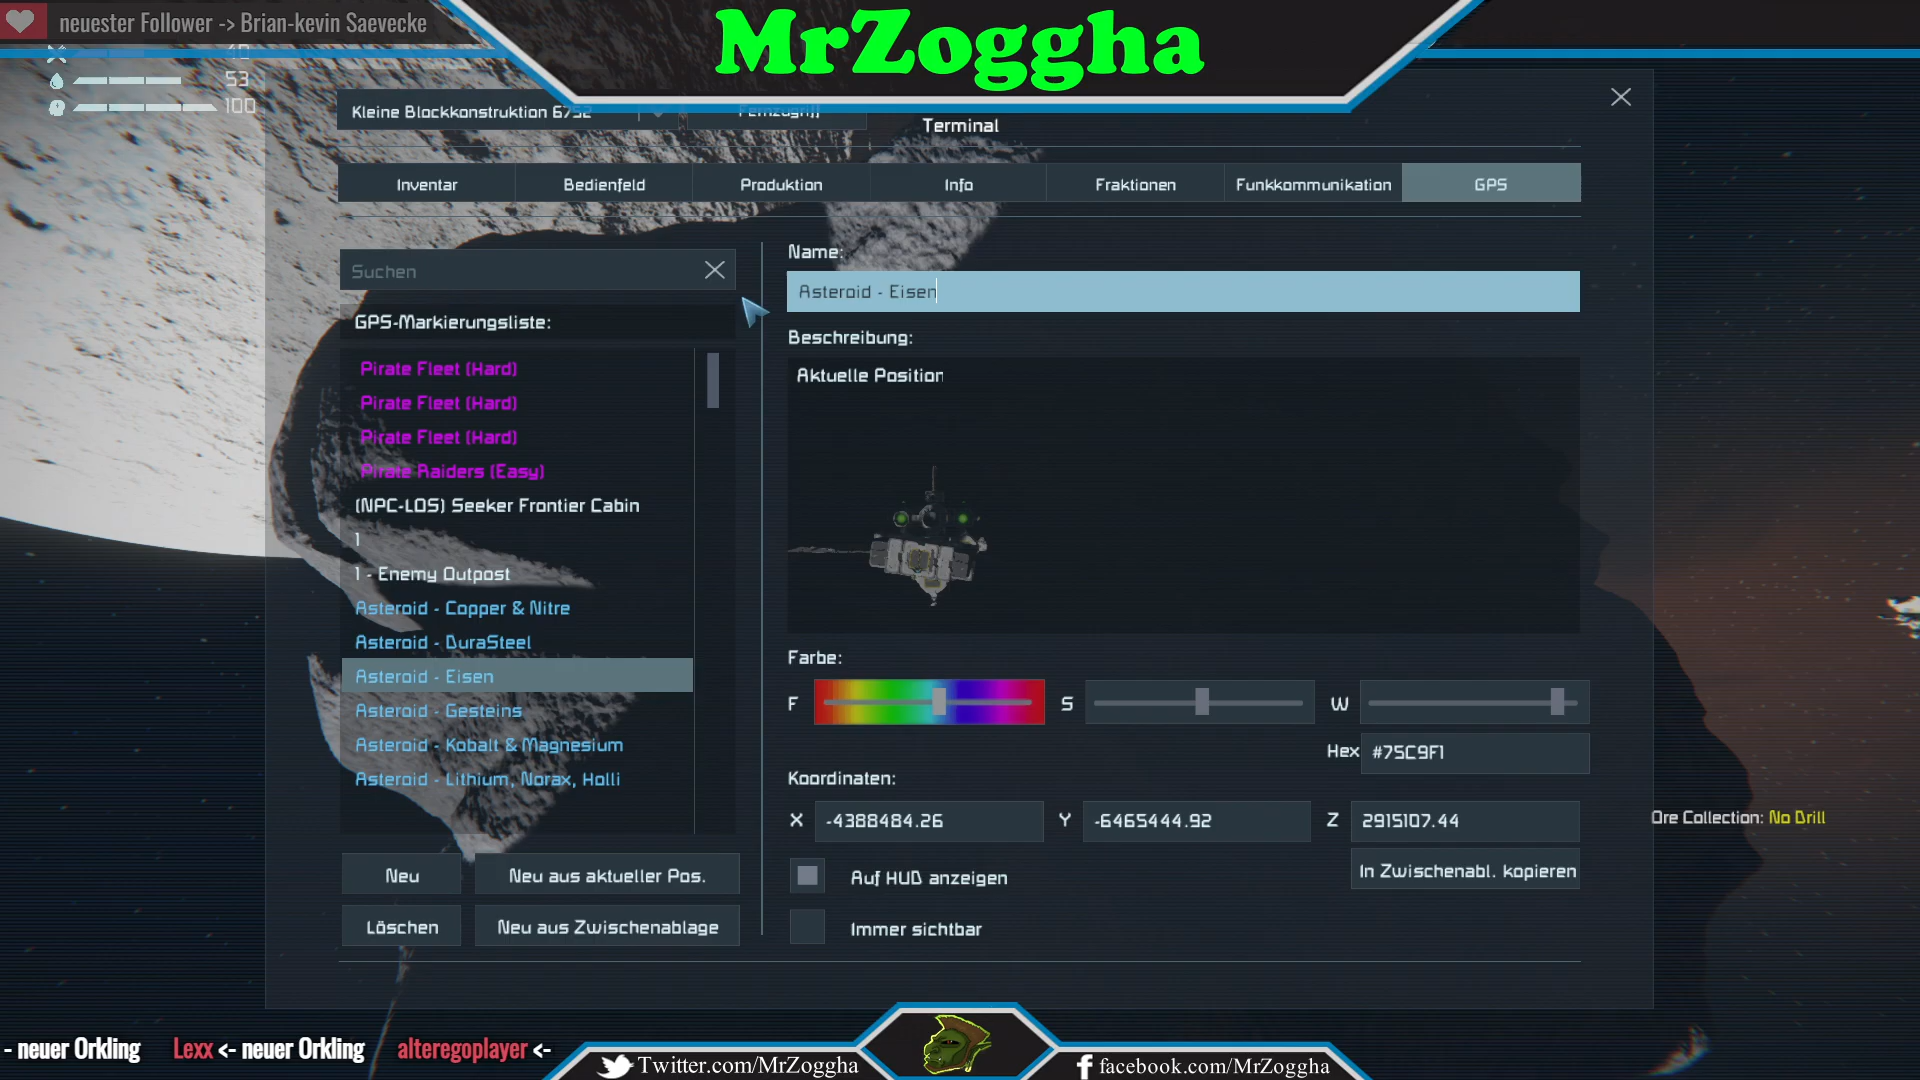 neuester Follower -> Brian-kevin Saevecke
MrZoggha
53
100
Kleine Blockkonstruktion 6752
Fernzugriff
Terminal
Inventar
Bedienfeld
Produktion
Info
Fraktionen
Funkkommunikation
GPS
Suchen
GPS-Markierungsliste:
Pirate Fleet (Hard)
Pirate Fleet (Hard)
Pirate Fleet (Hard)
Pirate Raiders (Easy)
(NPC-LOS) Seeker Frontier Cabin
1
1 - Enemy Outpost
Asteroid - Copper & Nitre
Asteroid - DuraSteel
Asteroid - Eisen
Asteroid - Gesteins
Asteroid - Kobalt & Magnesium
Asteroid - Lithium, Norax, Holli
Neu
Neu aus aktueller Pos.
Löschen
Neu aus Zwischenablage
Name:
Asteroid - Eisen
Beschreibung:
Aktuelle Position
Farbe:
F
S
W
Hex #75C9F1
Koordinaten:
X -4388484.26
Y -6465444.92
Z 2915107.44
In Zwischenabl. kopieren
Auf HUD anzeigen
Immer sichtbar
Ore Collection: No Drill
- neuer Orkling
Lexx <- neuer Orkling
alteregoplayer <-
Twitter.com/MrZoggha
facebook.com/MrZoggha